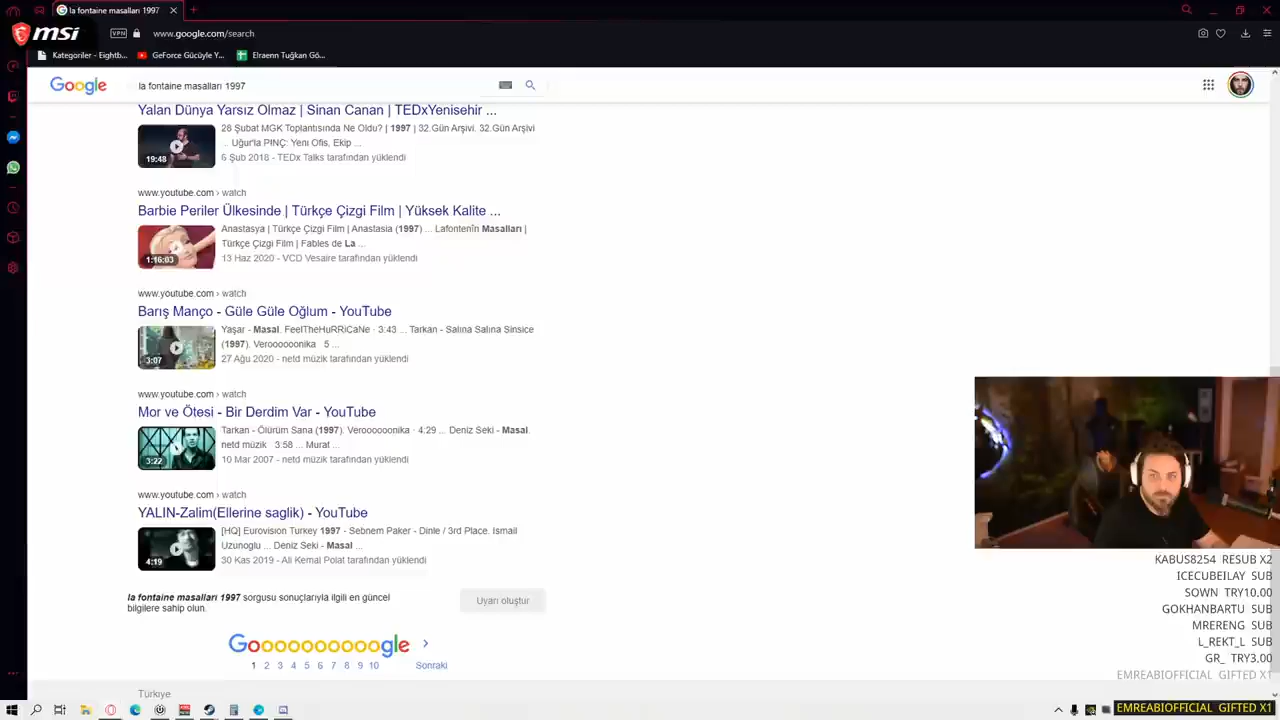 la fontaine masalları 1997
msi
VPN
www.google.com/search
Kategoriler - Eightb...
GeForce Gücüyle Y...
Elraenn Tuğkan Gö...
Google
la fontaine masalları 1997
Yalan Dünya Yarsız Olmaz | Sinan Canan | TEDxYenisehir ...
28 Şubat MGK Toplantısında Ne Oldu? | 1997 | 32.Gün Arşivi. 32.Gün Arşivi
... Uğur'la PINÇ: Yeni Ofis, Ekip ...
6 Şub 2018 - TEDx Talks tarafından yüklendi
19:48
www.youtube.com › watch
Barbie Periler Ülkesinde | Türkçe Çizgi Film | Yüksek Kalite ...
Anastasya | Türkçe Çizgi Film | Anastasia (1997) ... Lafontenîn Masalları |
Türkçe Çizgi Film | Fables de La ...
13 Haz 2020 - VCD Vesaire tarafından yüklendi
1:16:03
www.youtube.com › watch
Barış Manço - Güle Güle Oğlum - YouTube
Yaşar - Masal. FeelTheHuRRiCaNe · 3:43 ... Tarkan - Salına Salına Sinsice
(1997). Verooooonika 5 ...
27 Ağu 2020 - netd müzik tarafından yüklendi
3:07
www.youtube.com › watch
Mor ve Ötesi - Bir Derdim Var - YouTube
Tarkan - Ölürüm Sana (1997). Verooooonika · 4:29 ... Deniz Seki - Masal.
netd müzik 3:58 ... Murat ...
10 Mar 2007 - netd müzik tarafından yüklendi
3:22
www.youtube.com › watch
YALIN-Zalim(Ellerine saglik) - YouTube
[HQ] Eurovision Turkey 1997 - Sebnem Paker - Dinle / 3rd Place. Ismail
Uzunoglu ... Deniz Seki - Masal ...
30 Kas 2019 - Ali Kemal Polat tarafından yüklendi
4:19
la fontaine masalları 1997 sorgusu sonuçlarıyla ilgili en güncel
bilgilere sahip olun.
Uyarı oluştur
Goooooooooogle
1 2 3 4 5 6 7 8 9 10 Sonraki
Türkiye
KABUS8254 RESUB X2
ICECUBEILAY SUB
SOWN TRY10.00
GOKHANBARTU SUB
MRERENG SUB
L_REKT_L SUB
GR_ TRY3,00
EMREABIOFFICIAL GIFTED X1
EMREABIOFFICIAL GIFTED X1